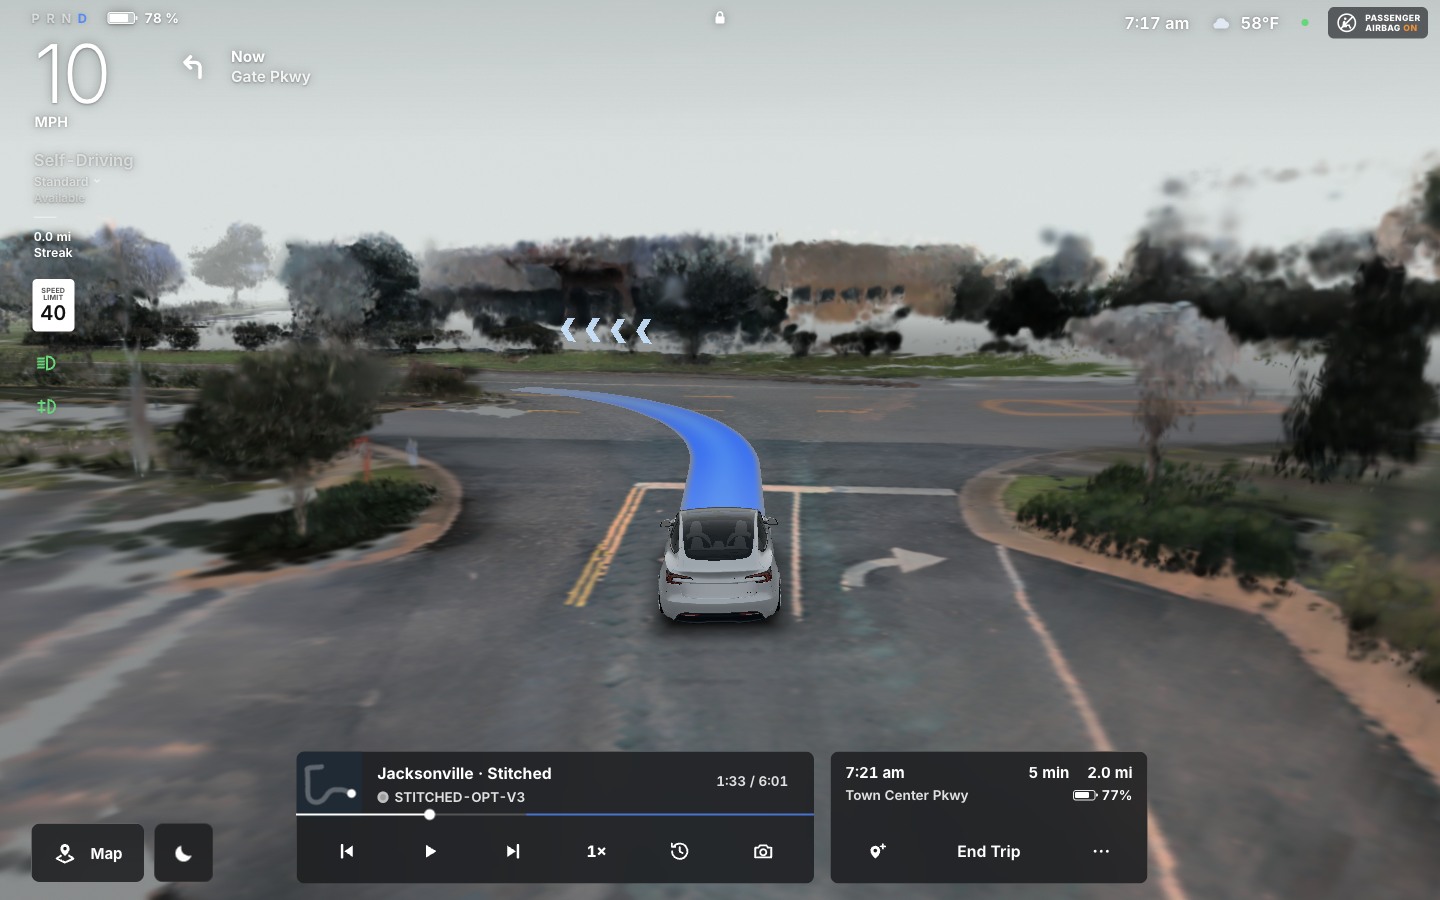 P R N D
78 %
7:17 am
58°F
PASSENGER
AIRBAG ON
10
MPH
Now
Gate Pkwy
Self-Driving
Standard
Available
0.0 mi
Streak
SPEED
LIMIT
40
Jacksonville · Stitched
STITCHED-OPT-V3
1:33 / 6:01
1×
7:21 am
5 min
2.0 mi
Town Center Pkwy
77%
End Trip
Map